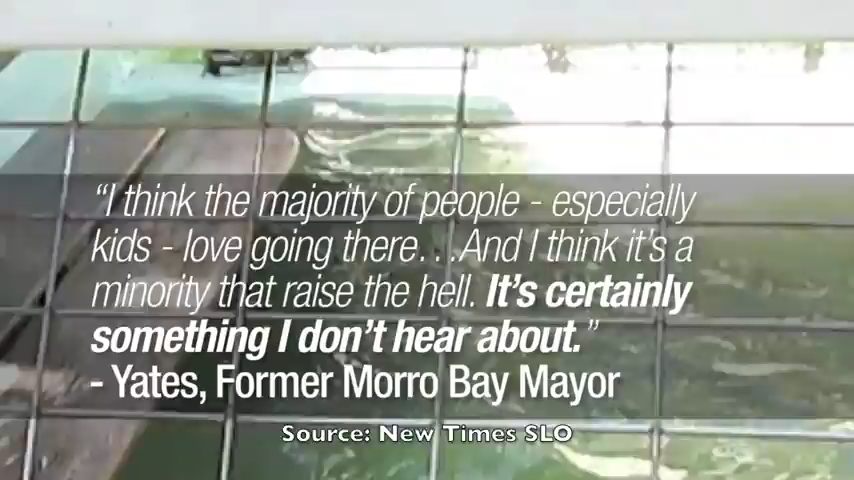 “I think the majority of people - especially
kids - love going there. . .And I think it’s a
minority that raise the hell. It’s certainly
something I don’t hear about.”
- Yates, Former Morro Bay Mayor
Source: New Times SLO